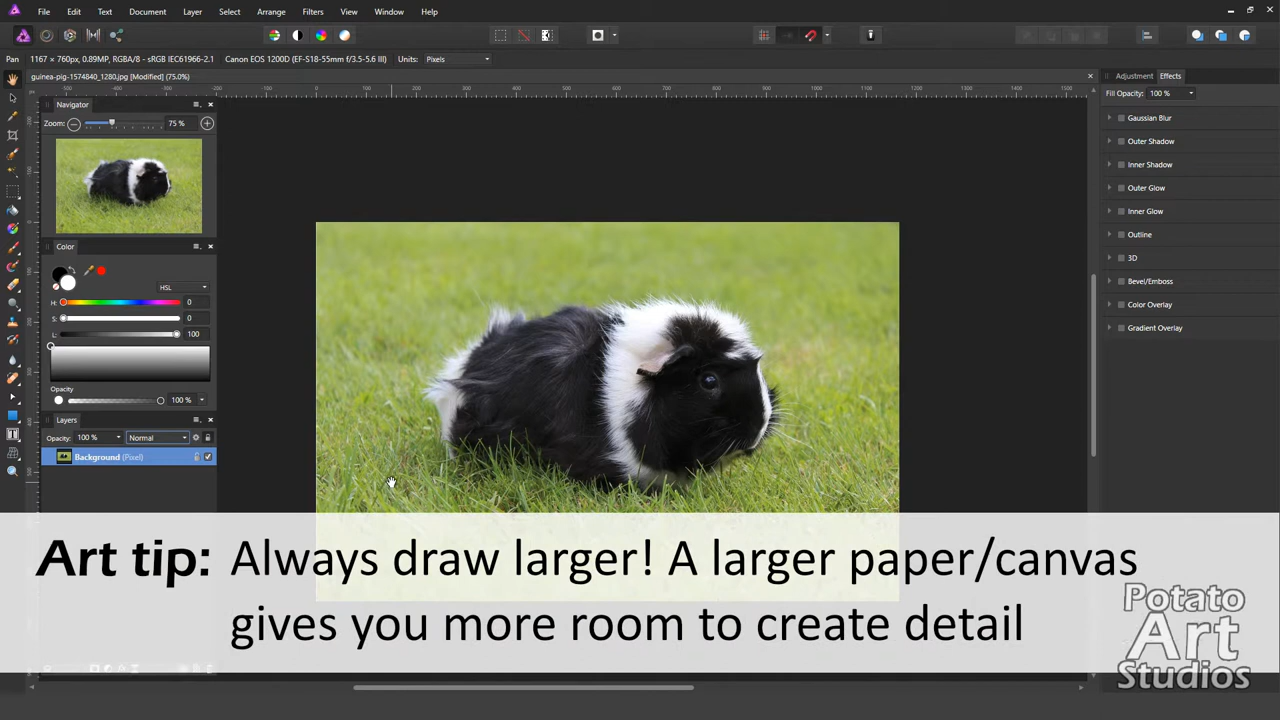 File Edit Text Document Layer Select Arrange Filters View Window Help
Pan 1167 × 760px, 0.89MP, RGBA/8 - sRGB IEC61966-2.1 Canon EOS 1200D (EF-S18-55mm f/3.5-5.6 III) Units: Pixels
guinea-pig-1574840_1280.jpg [Modified] (75.0%)
Adjustment Effects
Navigator
Fill Opacity: 100 %
Zoom: 75 %
Gaussian Blur
Outer Shadow
Inner Shadow
Outer Glow
Inner Glow
Outline
3D
Bevel/Emboss
Color Overlay
Gradient Overlay
Color
HSL
H: 0
S: 0
L: 100
Opacity
100 %
Layers
Opacity: 100 % Normal
Background (Pixel)
Art tip: Always draw larger! A larger paper/canvas
gives you more room to create detail
Potato
Art
Studios